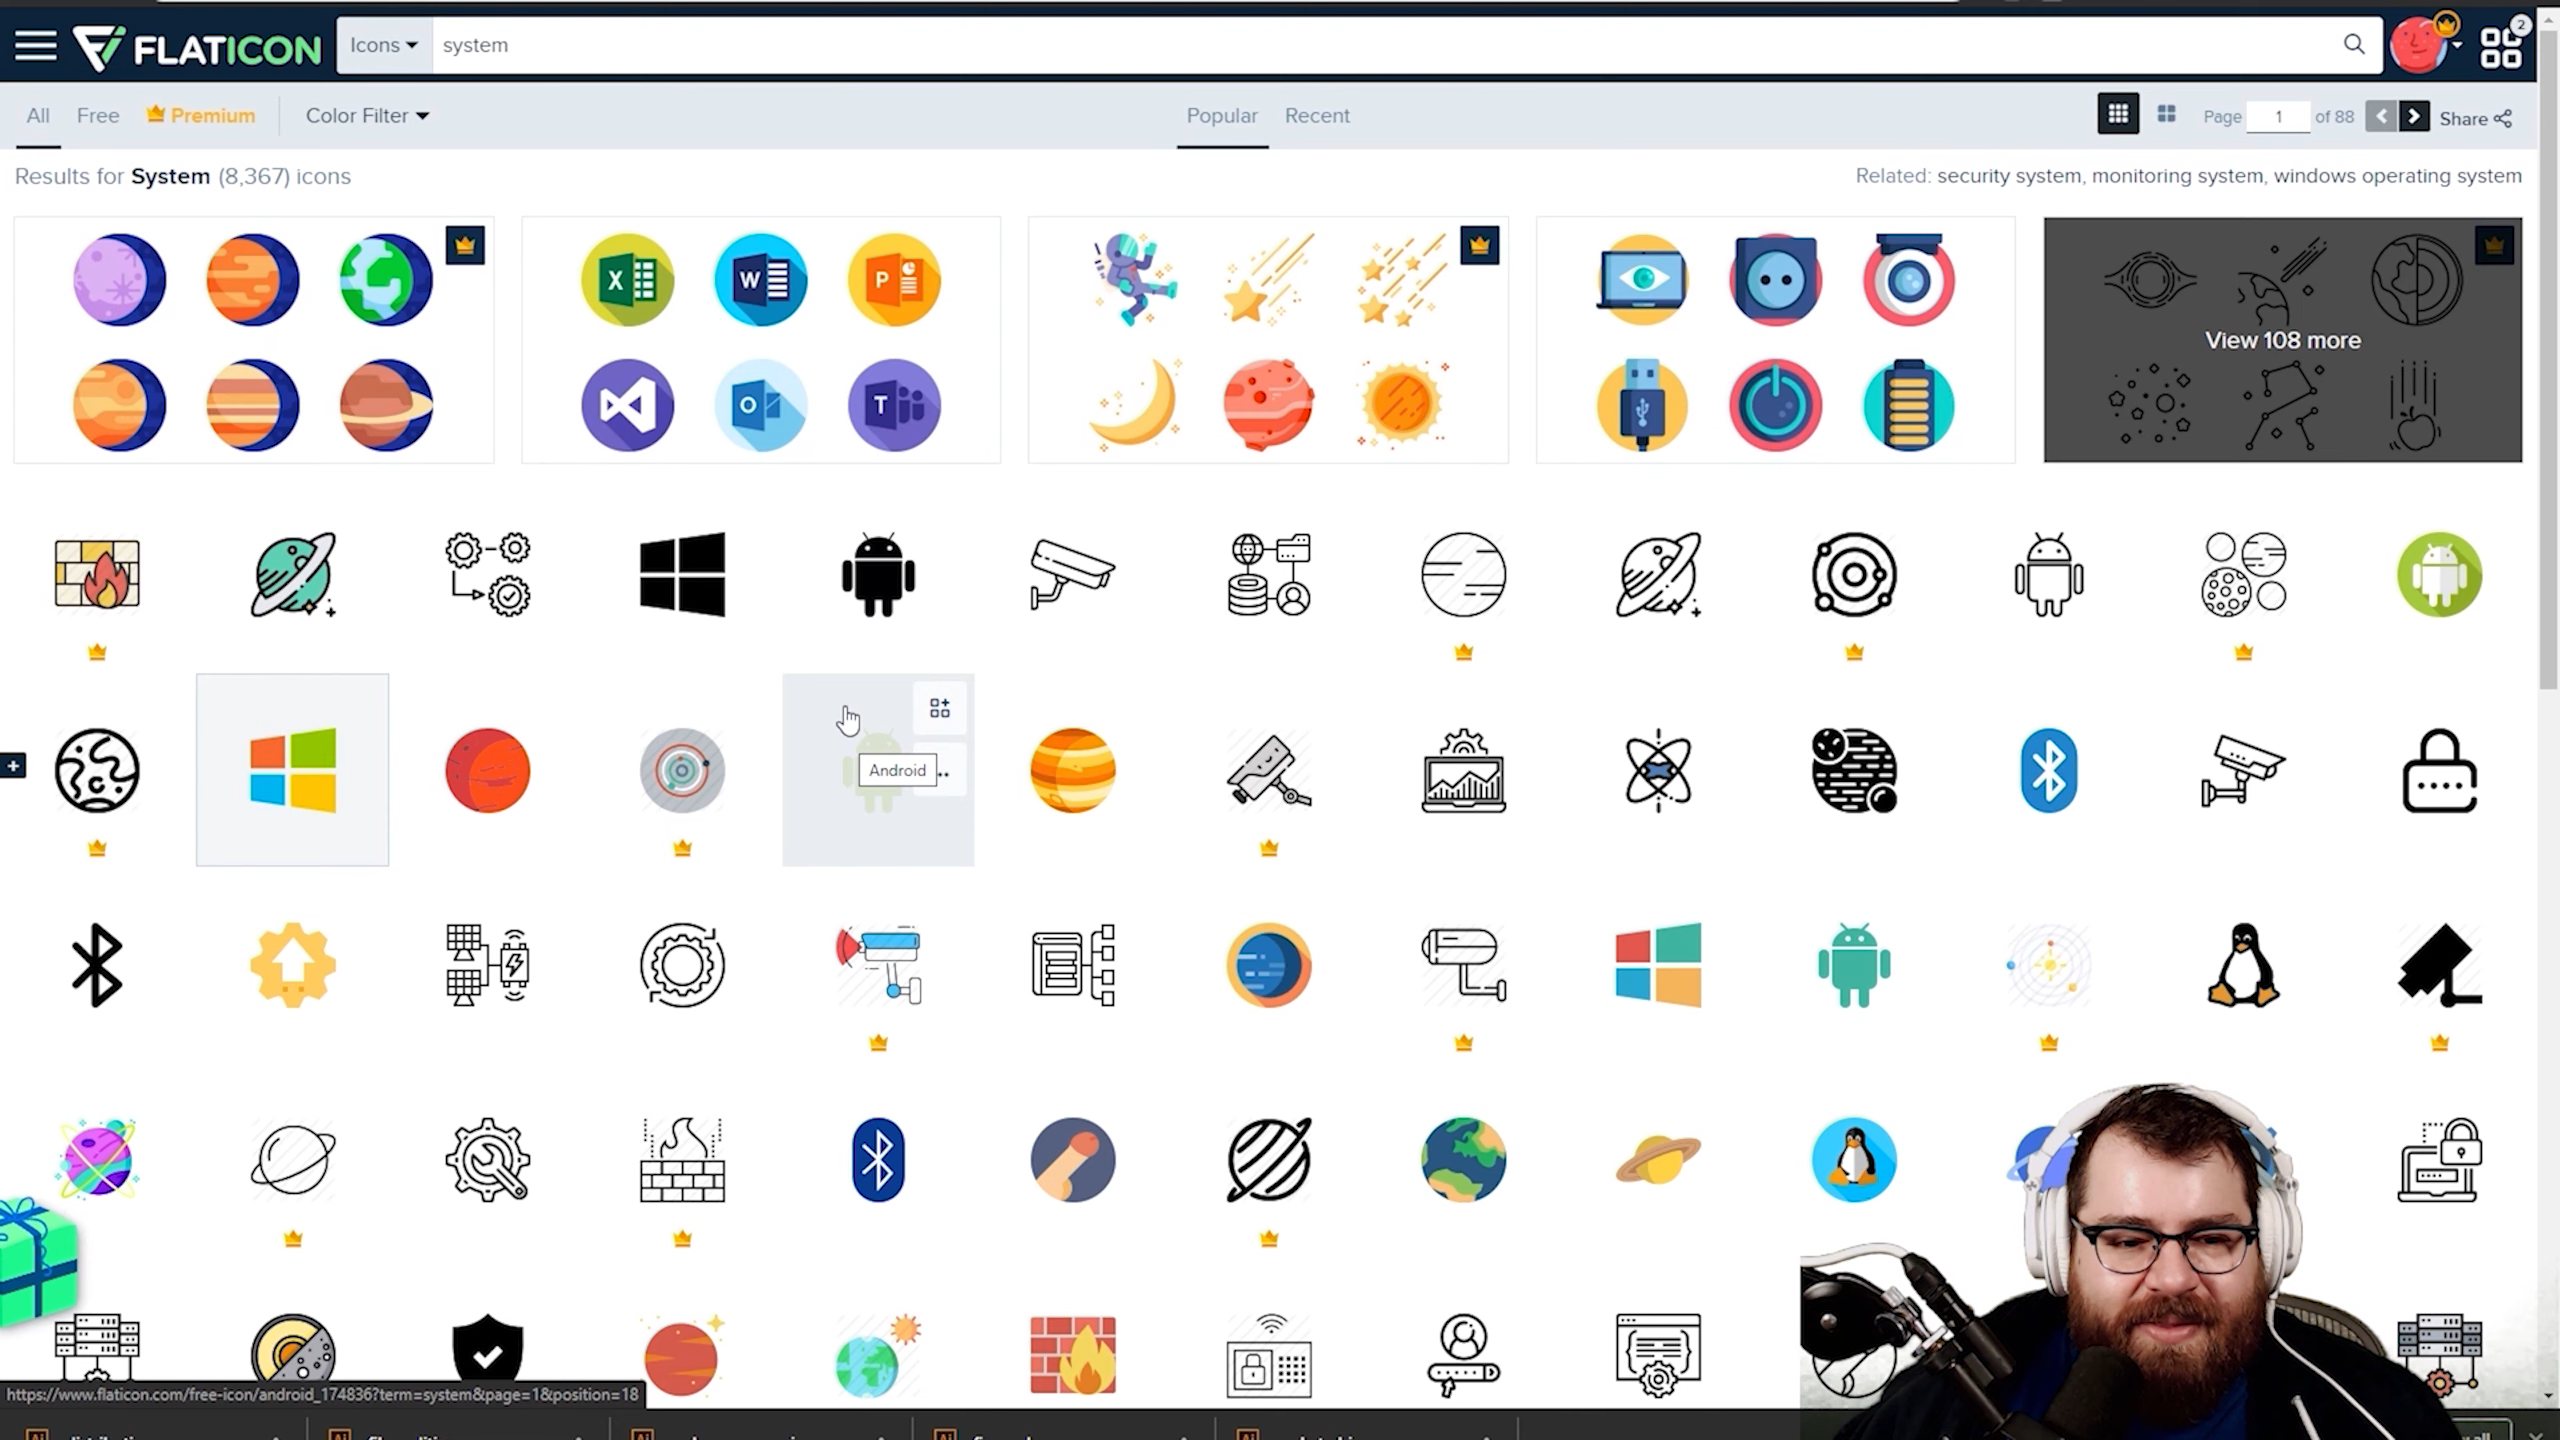 FLATICON
Icons
system
2
All
Free
Premium
Color Filter
Popular
Recent
Page
1
of 88
Share
Results for System (8,367) icons
Related: security system, monitoring system, windows operating system
X
W
P
O
T
View 108 more
Android
https://www.flaticon.com/free-icon/android_174836?term=system&page=1&position=18